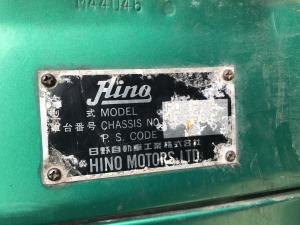 M44046
Hino
式 MODEL
車台番号 CHASSIS NO.
P. S. CODE
日野自動車工業株式会社
HINO MOTORS, LTD.